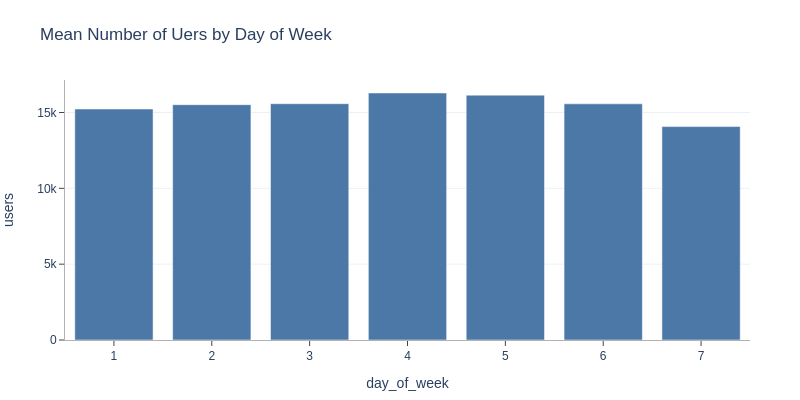 Mean Number of Uers by Day of Week
users
15k
10k
5k
0
1 2 3 4 5 6 7
day_of_week